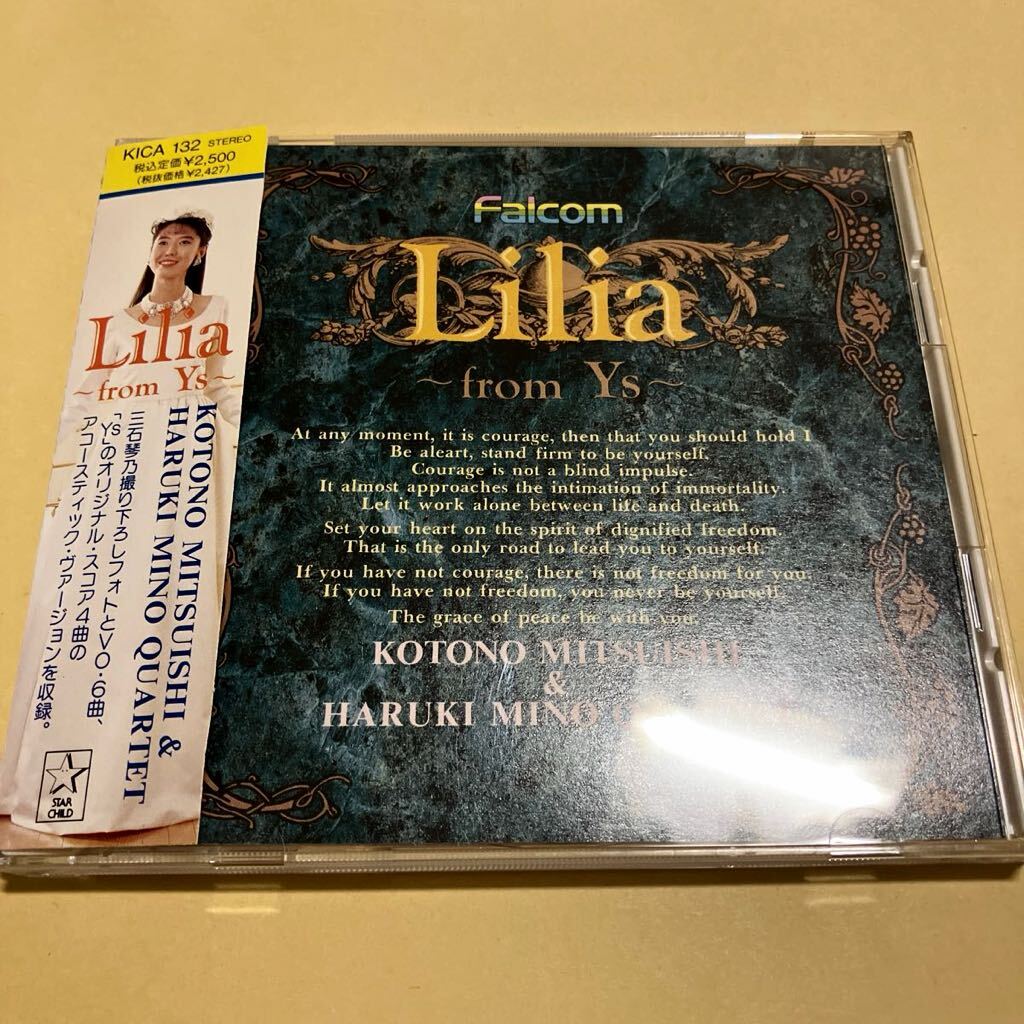 KICA 132 STEREO
税込定価¥2,500
(税抜価格¥2,427)
Lilia
~from Ys~
KOTONO MITSUISHI &
HARUKI MINO QUARTET
三石琴乃撮り下ろしフォトとVO・6曲、
「Ys」のオリジナル・スコア4曲の
アコースティック・ヴァージョンを収録。
STAR
CHILD
Falcom
Lilia
~from Ys~
At any moment, it is courage, then that you should hold I
Be aleart, stand firm to be yourself.
Courage is not a blind impulse.
It almost approaches the intimation of immortality.
Let it work alone between life and death.
Set your heart on the spirit of dignified freedom.
That is the only road to lead you to yourself.
If you have not courage, there is not freedom for you.
If you have not freedom, you never be yourself.
The grace of peace be with you.
KOTONO MITSUISHI
&
HARUKI MINO